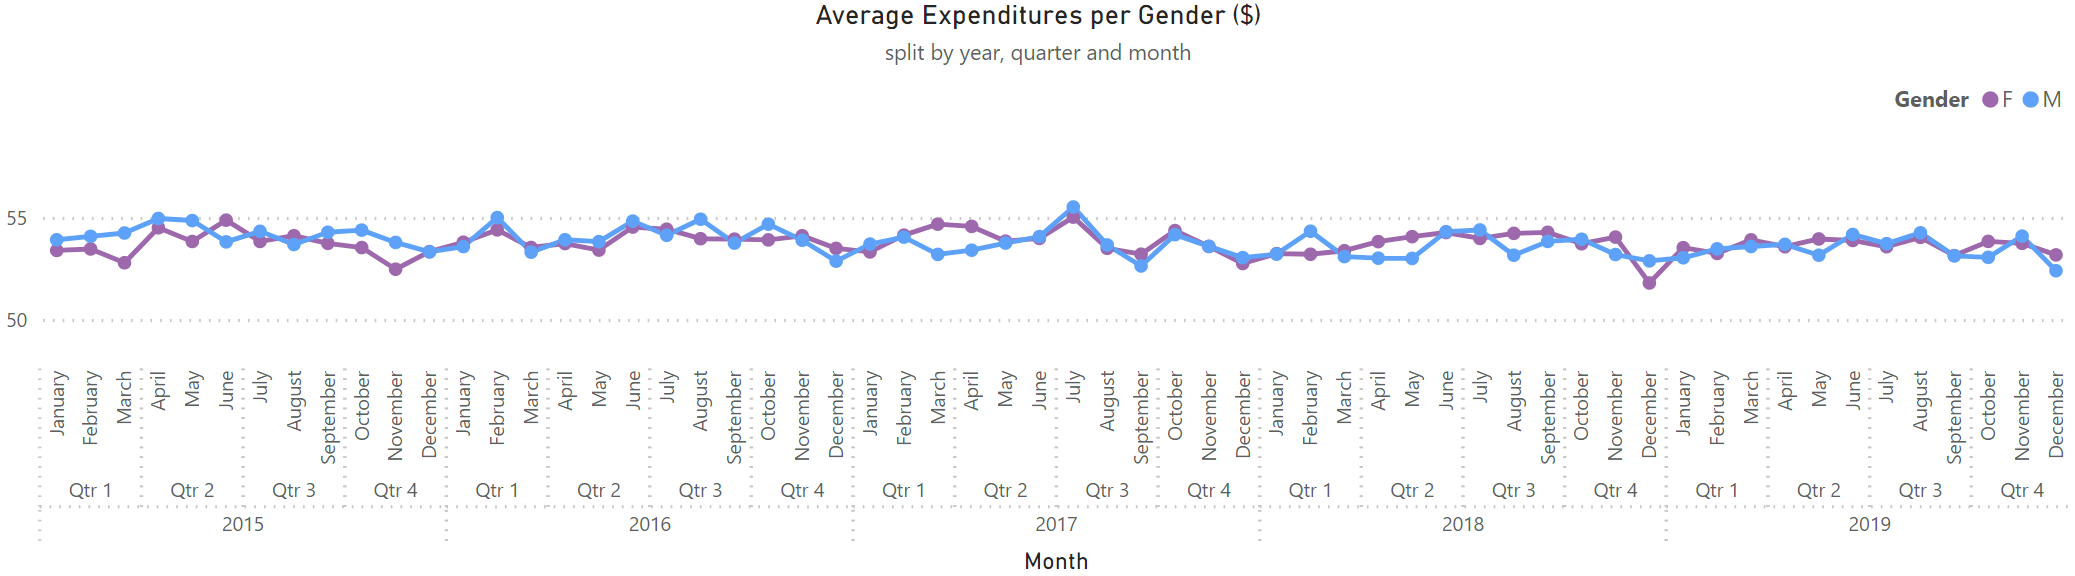 Average Expenditures per Gender ($)
split by year, quarter and month
Gender F M
55
50
January February March April May June July August September October November December January February March April May June July August September October November December January February March April May June July August September October November December January February March April May June July August September October November December January February March April May June July August September October November December
Qtr 1 Qtr 2 Qtr 3 Qtr 4 Qtr 1 Qtr 2 Qtr 3 Qtr 4 Qtr 1 Qtr 2 Qtr 3 Qtr 4 Qtr 1 Qtr 2 Qtr 3 Qtr 4 Qtr 1 Qtr 2 Qtr 3 Qtr 4
2015 2016 2017 2018 2019
Month